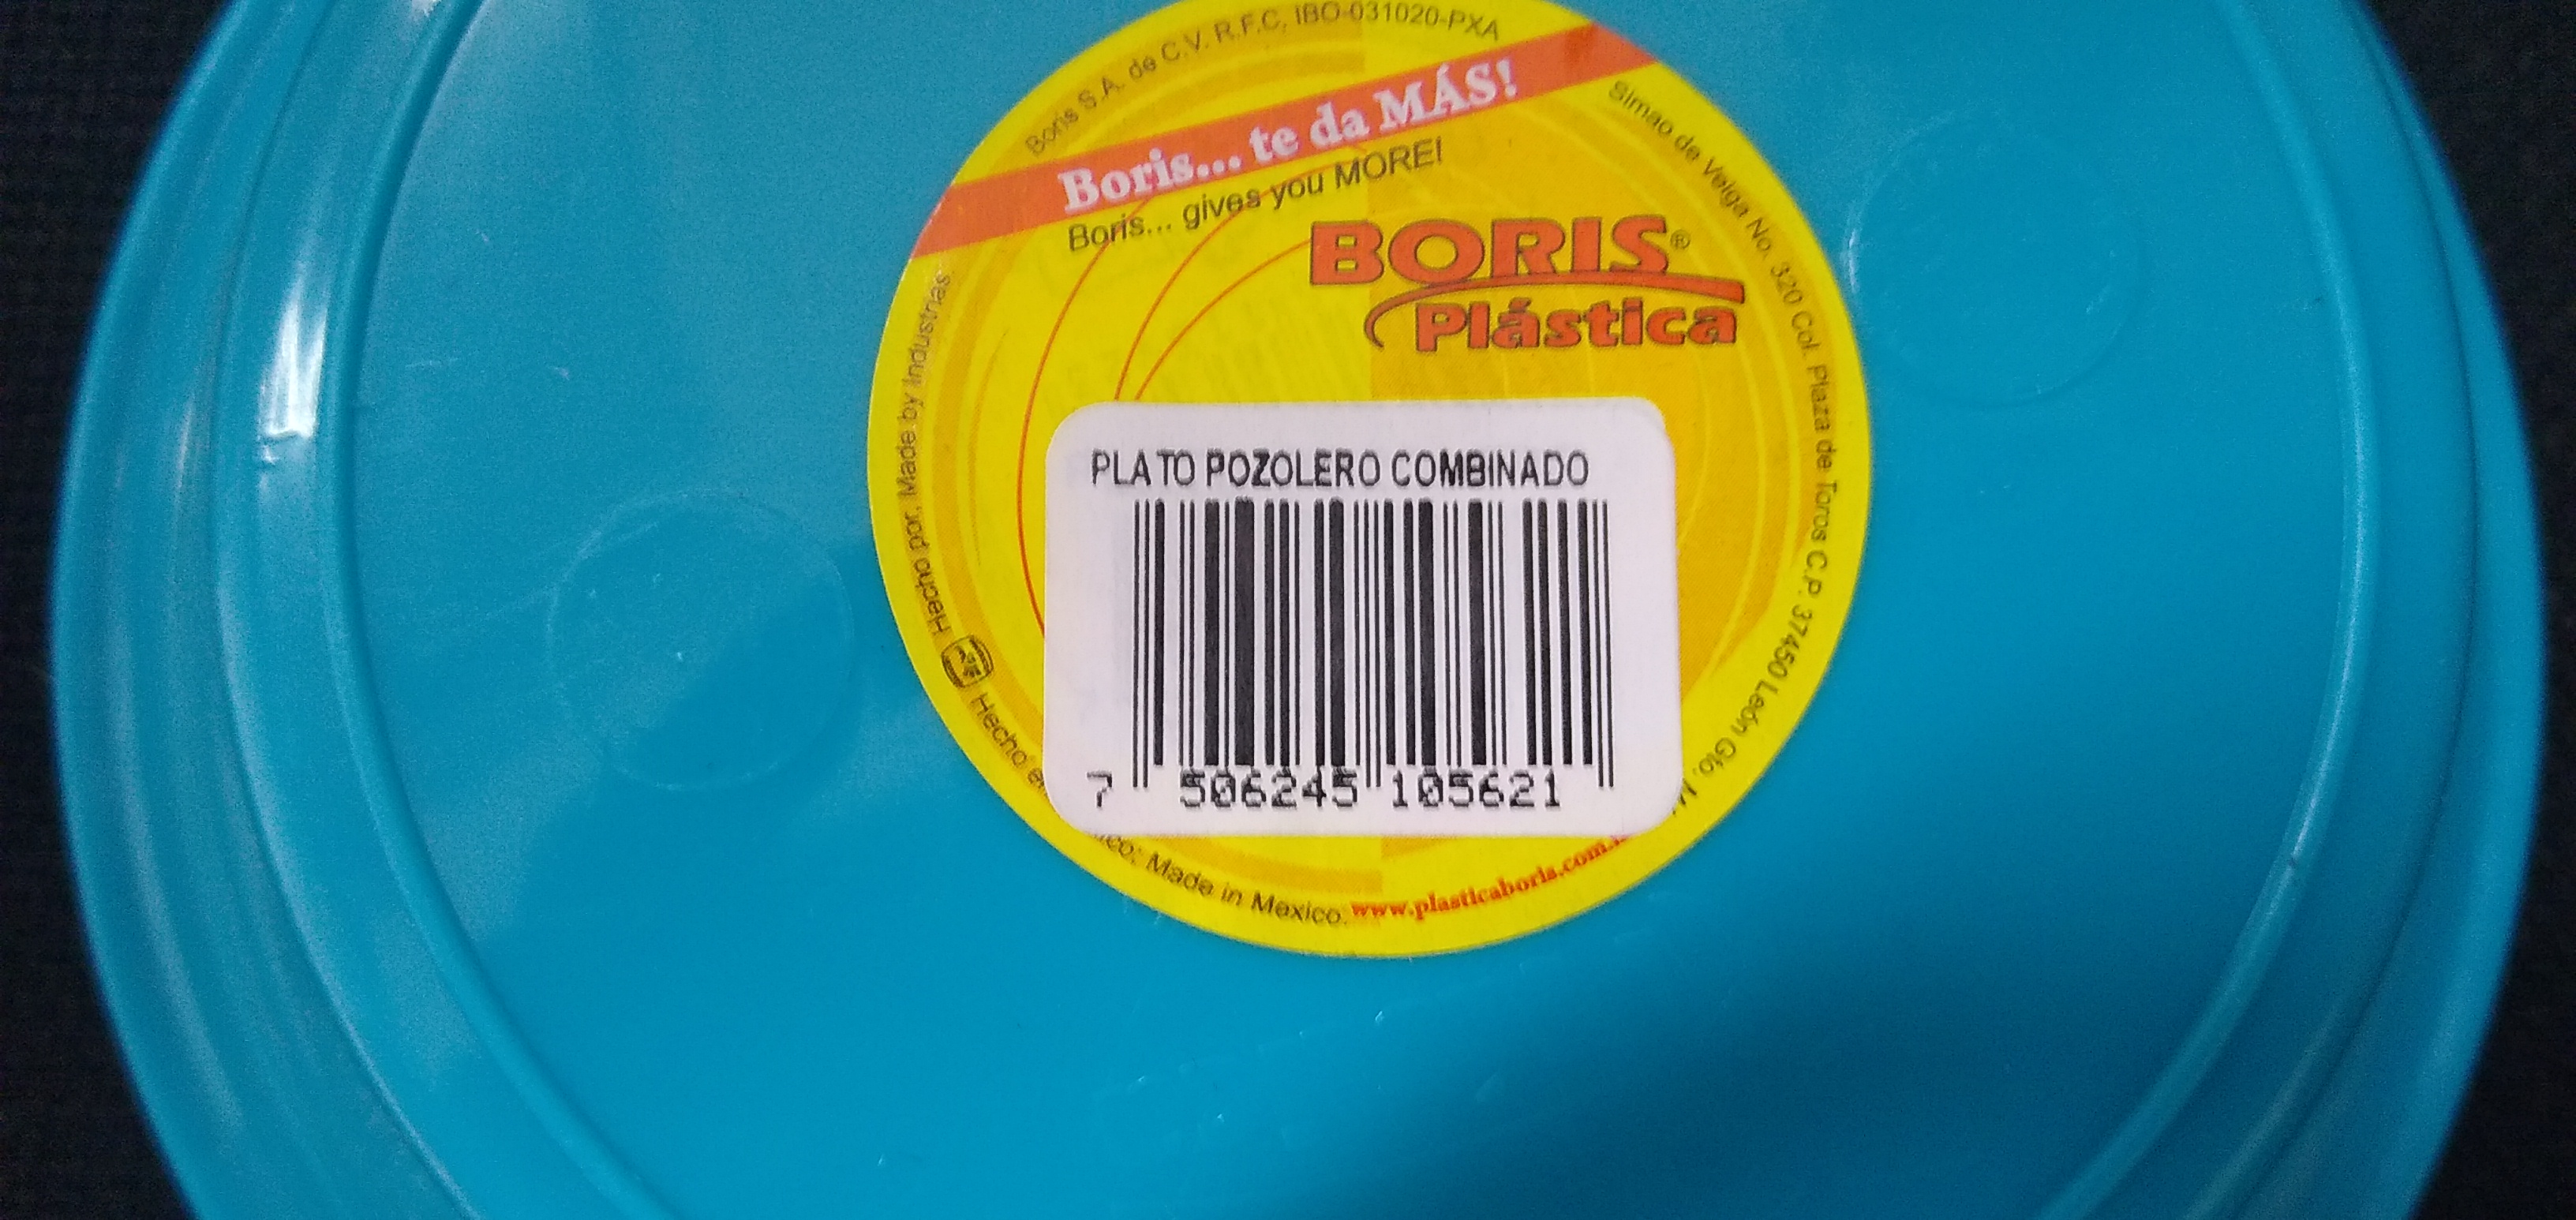 Hecho por, Made by Industrias
Boris S.A. de C.V. R.F.C, IBO-031020-PXA
Simao de Veiga No. 320 Col. Plaza de Toros C.P. 37450 León Gto.
Boris... te da MÁS!
Boris... gives you MORE!
BORIS®
Plástica
PLATO POZOLERO COMBINADO
7 506245 105621
Hecho
Made in Mexico.
www.plasticaboris.com